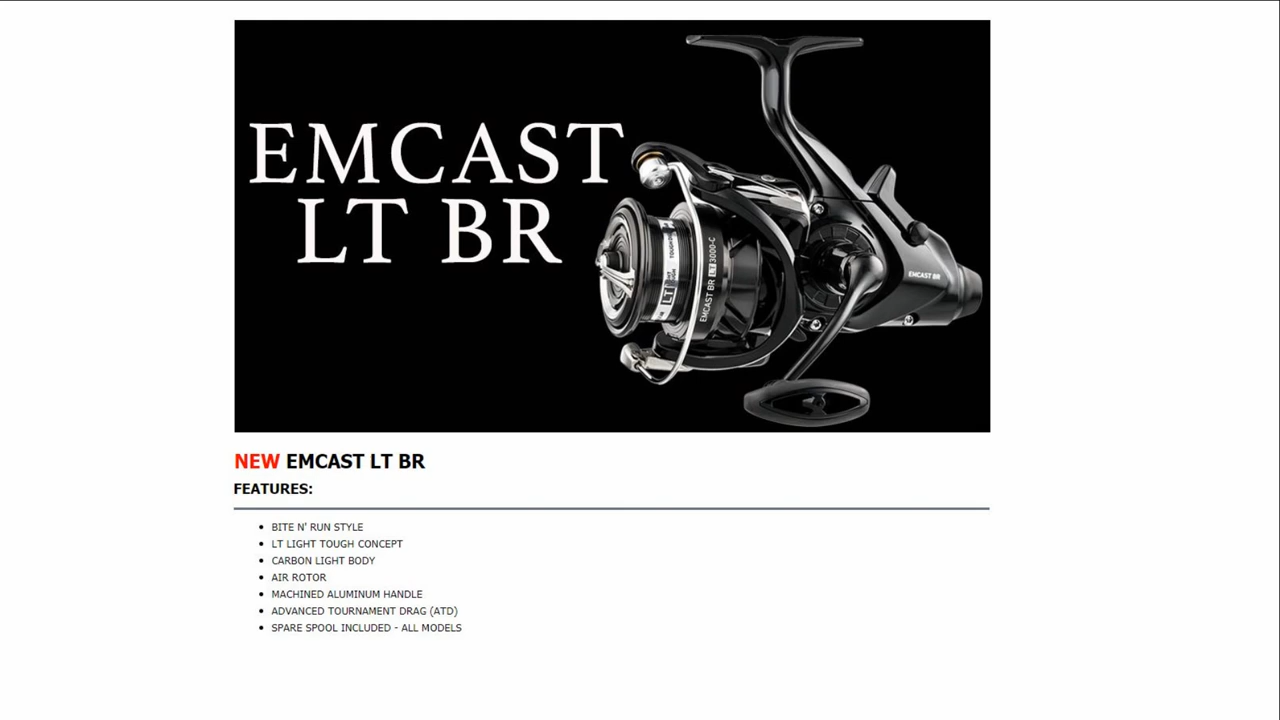 EMCAST
LT BR
EMCAST BR LT3000-C
EMCAST BR
LT
NEW EMCAST LT BR
FEATURES:
BITE N' RUN STYLE
LT LIGHT TOUGH CONCEPT
CARBON LIGHT BODY
AIR ROTOR
MACHINED ALUMINUM HANDLE
ADVANCED TOURNAMENT DRAG (ATD)
SPARE SPOOL INCLUDED - ALL MODELS